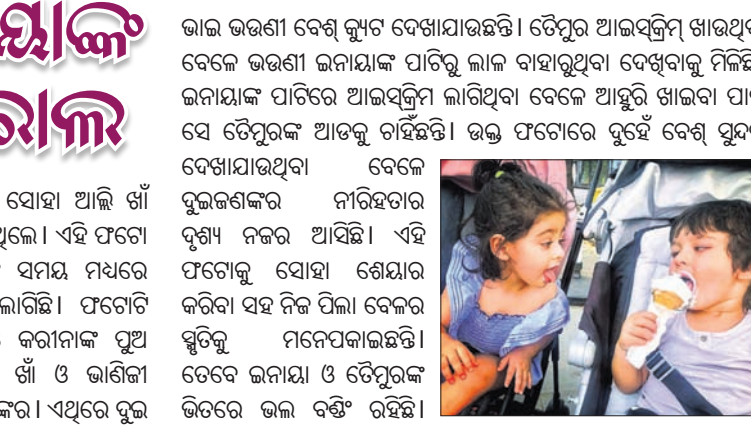 ୟାଙ୍କ
ରୋଲ
ସୋହା ଆଲ୍ଲି ଖାଁ
ଥିଲେ। ଏହି ଫଟୋ
ସମୟ ମଧ୍ୟରେ
ଲାଗିଛି। ଫଟୋଟି
କରୀନାଙ୍କ ପୁଅ
ଖାଁ ଓ ଭାଣିଜୀ
ଙ୍କର। ଏଥିରେ ଦୁଇ
ଭାଇ ଭଉଣୀ ବେଶ୍ କ୍ୟୁଟ ଦେଖାଯାଉଛନ୍ତି। ତୈମୁର ଆଇସ୍‌କ୍ରିମ୍ ଖାଉଥିବା
ବେଳେ ଭଉଣୀ ଇନାୟାଙ୍କ ପାଟିରୁ ଲାଳ ବାହାରୁଥିବା ଦେଖିବାକୁ ମିଳିଛି
ଇନାୟାଙ୍କ ପାଟିରେ ଆଇସ୍‌କ୍ରିମ ଲାଗିଥିବା ବେଳେ ଆହୁରି ଖାଇବା
ସେ ତୈମୁରଙ୍କ ଆଡକୁ ଚାହିଁଛନ୍ତି। ଉକ୍ତ ଫଟୋରେ ଦୁହେଁ ବେଶ୍
ଦେଖାଯାଉଥିବା ବେଳେ
ଦୁଇଜଣଙ୍କର ନୀରିହତାର
ଦୃଶ୍ୟ ନଜର ଆସିଛି। ଏହି
ଫଟୋକୁ ସୋହା ଶେୟାର
କରିବା ସହ ନିଜ ପିଲା ବେଳର
ସ୍ମୃତିକୁ ମନେପକାଇଛନ୍ତି।
ତେବେ ଇନାୟା ଓ ତୈମୁରଙ୍କ
ଭିତରେ ଭଲ ବଣ୍ଡିଂ ରହିଛି।